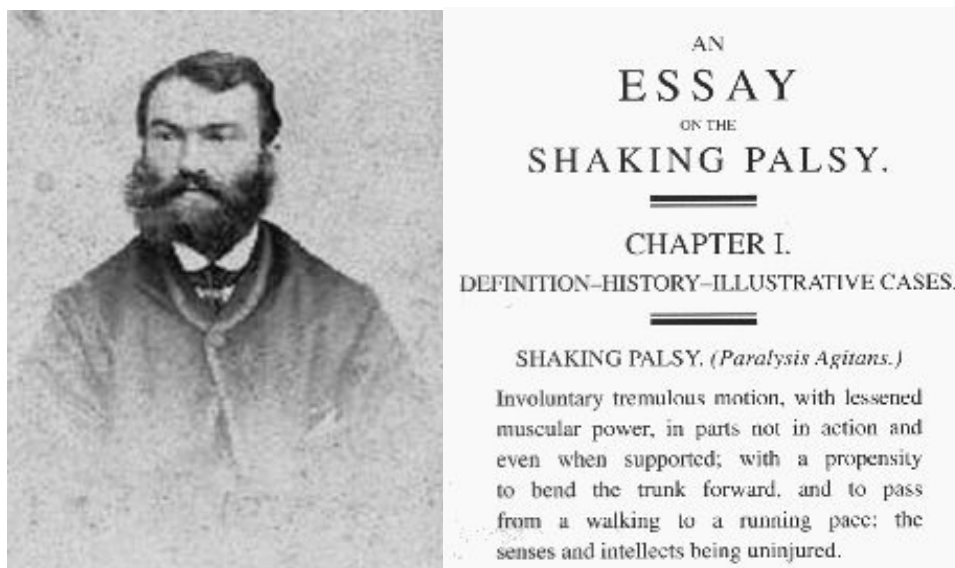 AN
ESSAY
ON THE
SHAKING PALSY.
CHAPTER I.
DEFINITION–HISTORY–ILLUSTRATIVE CASES.
SHAKING PALSY. (Paralysis Agitans.)
Involuntary tremulous motion, with lessened
muscular power, in parts not in action and
even when supported; with a propensity
to bend the trunk forward, and to pass
from a walking to a running pace: the
senses and intellects being uninjured.